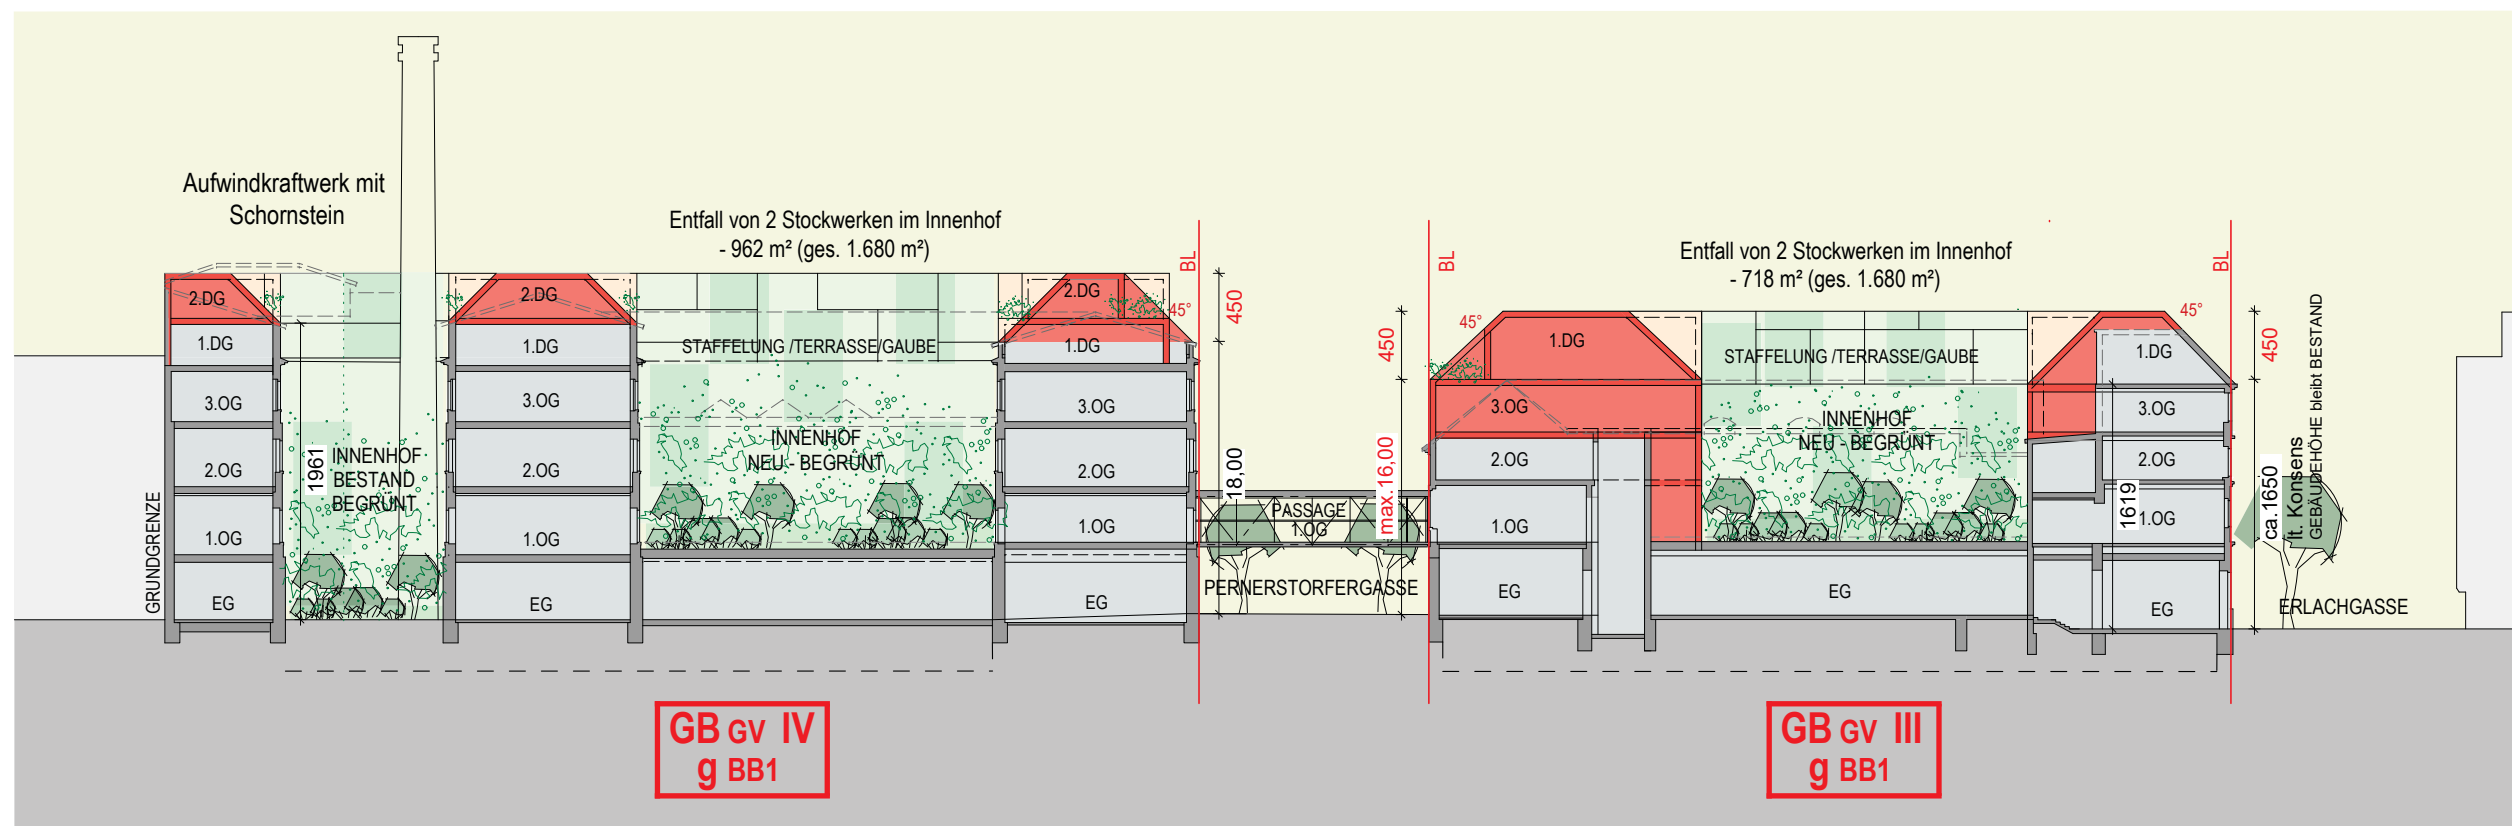 Aufwindkraftwerk mit
Schornstein
Entfall von 2 Stockwerken im Innenhof
- 962 m² (ges. 1.680 m²)
Entfall von 2 Stockwerken im Innenhof
- 718 m² (ges. 1.680 m²)
BL
BL
BL
2.DG
2.DG
2.DG
45°
450
45°
450
45°
450
1.DG
1.DG
STAFFELUNG /TERRASSE/GAUBE
1.DG
1.DG
STAFFELUNG /TERRASSE/GAUBE
1.DG
3.OG
3.OG
3.OG
3.OG
3.OG
INNENHOF
BESTAND
BEGRÜNT
1961
INNENHOF
NEU - BEGRÜNT
INNENHOF
NEU - BEGRÜNT
2.OG
2.OG
2.OG
2.OG
2.OG
18,00
max.16,00
1619
ca.1650
lt. Konsens
GEBÄUDEHÖHE bleibt BESTAND
PASSAGE
1.OG
1.OG
1.OG
1.OG
1.OG
1.OG
GRUNDGRENZE
EG
EG
EG
PERNERSTORFERGASSE
EG
EG
EG
ERLACHGASSE
GB GV IV
g BB1
GB GV III
g BB1